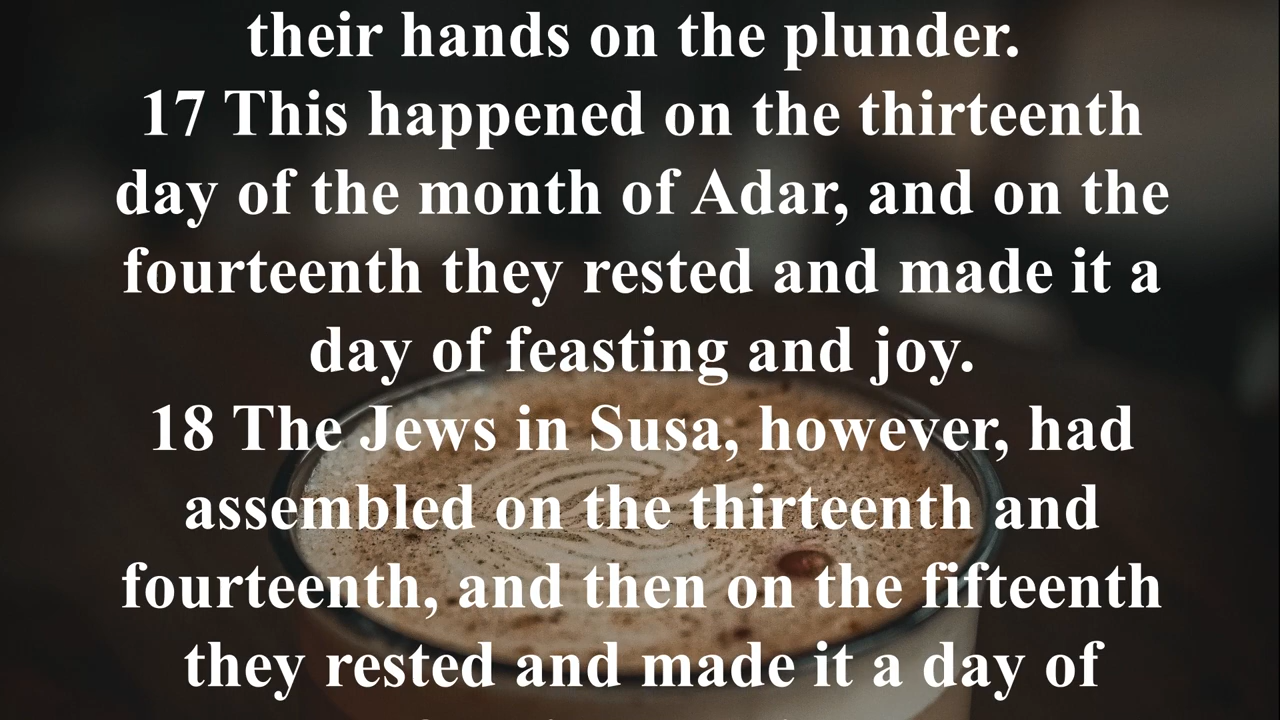 their hands on the plunder.
17 This happened on the thirteenth
day of the month of Adar, and on the
fourteenth they rested and made it a
day of feasting and joy.
18 The Jews in Susa, however, had
assembled on the thirteenth and
fourteenth, and then on the fifteenth
they rested and made it a day of